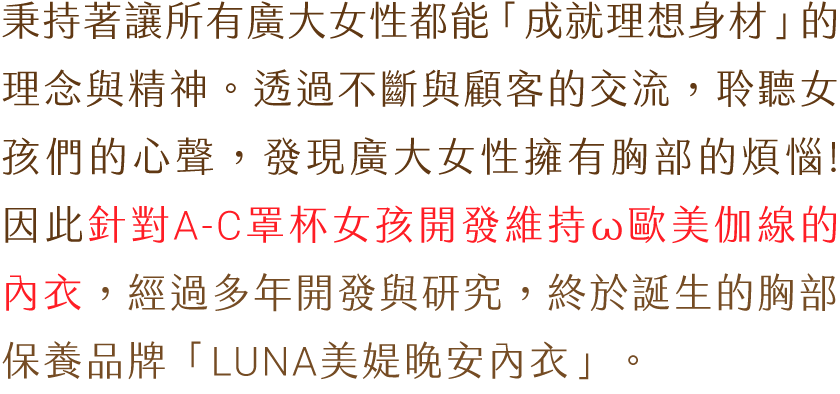 秉持著讓所有廣大女性都能「成就理想身材」的
理念與精神。透過不斷與顧客的交流，聆聽女
孩們的心聲，發現廣大女性擁有胸部的煩惱!
因此針對A-C罩杯女孩開發維持ω歐美伽線的
內衣，經過多年開發與研究，終於誕生的胸部
保養品牌「LUNA美媞晚安內衣」。